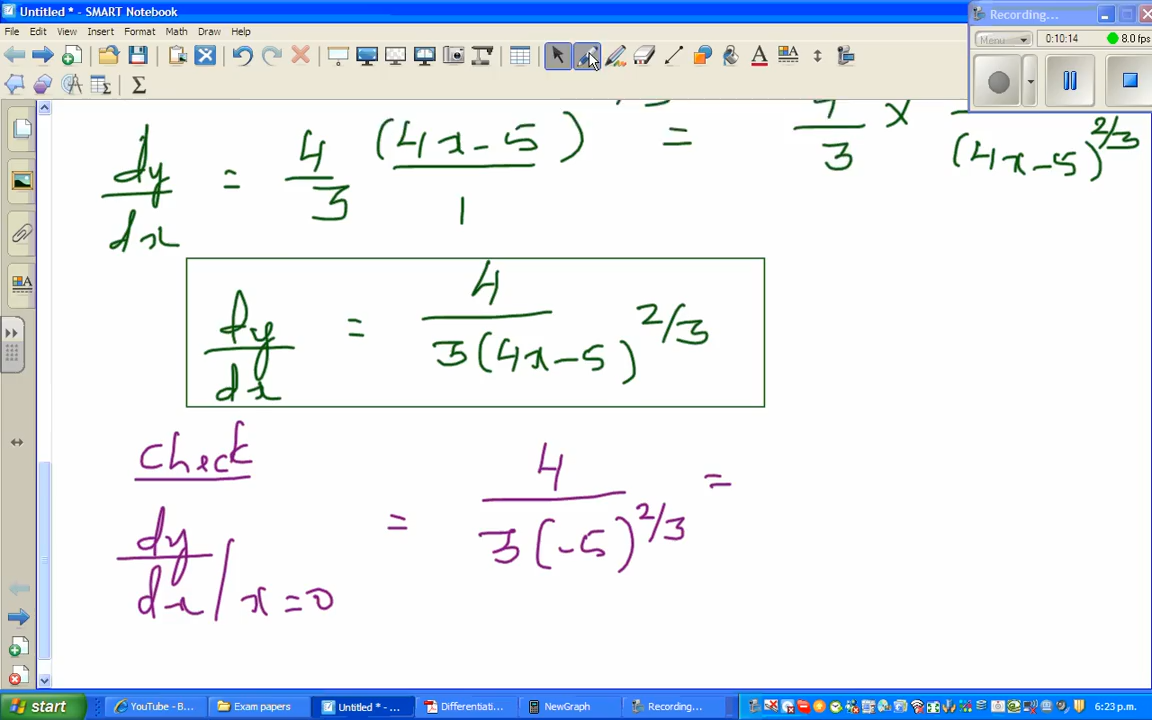 Untitled * - SMART Notebook
Recording...
File Edit View Insert Format Math Draw Help
Menu
0:10:14
8.0 fps
dy/dx = 4/3 (4x-5)/1 = /3 x (4x-5)^2/3
dy/dx = 4/3(4x-5)^2/3
Check
dy/dx / x=0 = 4/3(-5)^2/3 =
start
YouTube - B...
Exam papers
Untitled * - ...
Differentiati...
NewGraph
Recording...
6:23 p.m.